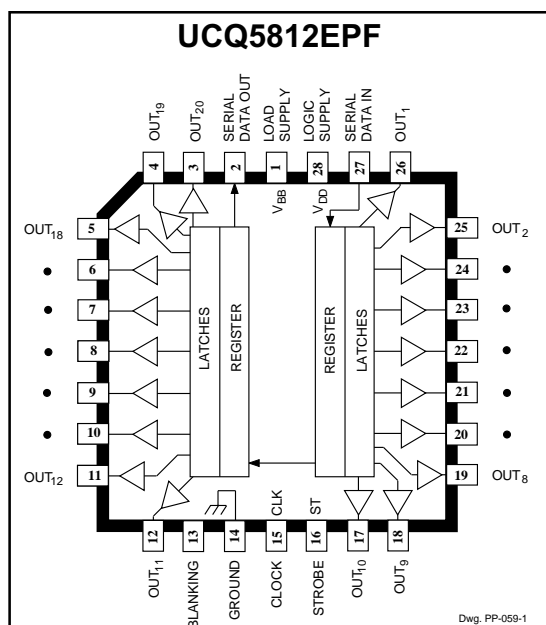 UCQ5812EPF
OUT19
OUT20
SERIAL
DATA OUT
LOAD
SUPPLY
LOGIC
SUPPLY
SERIAL
DATA IN
OUT1
4
3
2
1
28
27
26
VBB
VDD
OUT18
5
25
OUT2
•
6
24
•
•
7
23
•
•
8
22
•
•
9
21
•
•
10
20
•
OUT12
11
19
OUT8
LATCHES
REGISTER
REGISTER
LATCHES
CLK
ST
12
13
14
15
16
17
18
OUT11
BLANKING
GROUND
CLOCK
STROBE
OUT10
OUT9
Dwg. PP-059-1